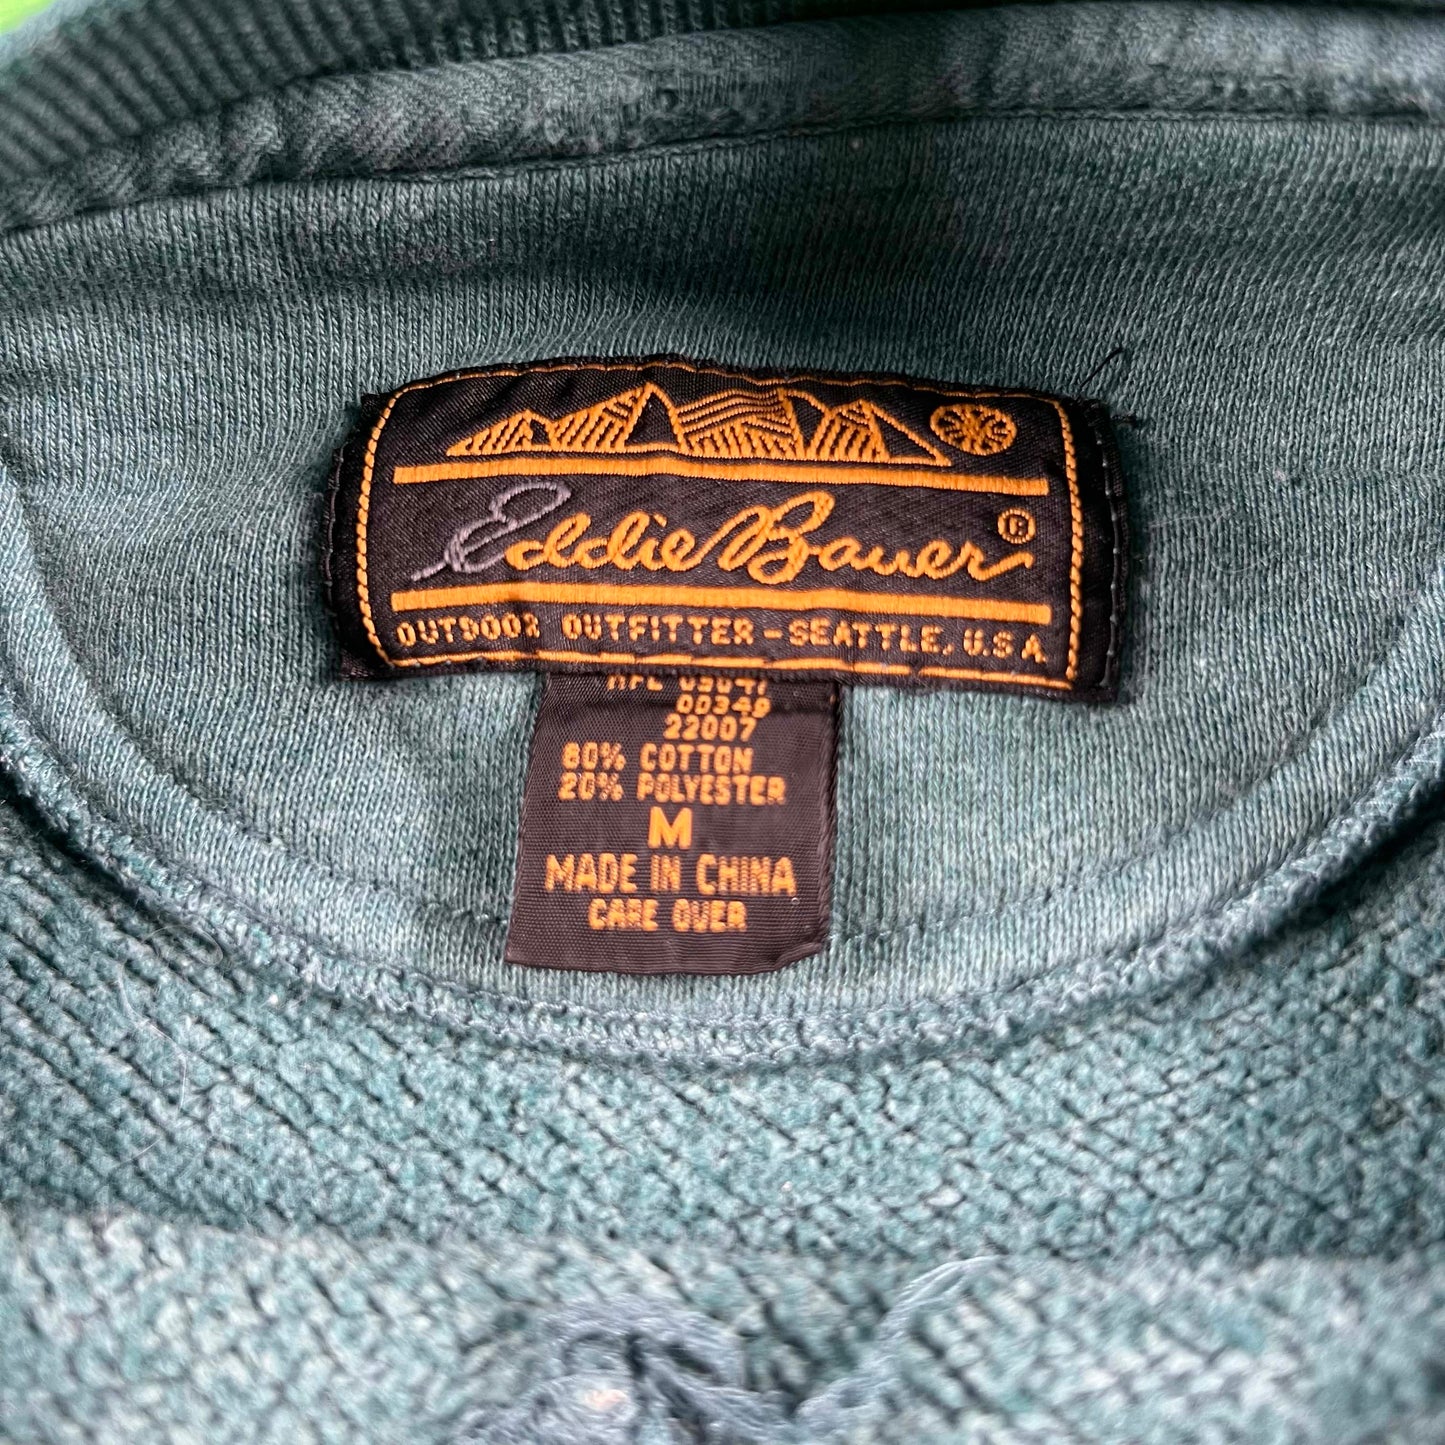 Eddie Bauer ®
OUTDOOR OUTFITTER - SEATTLE, U.S.A
00349
22007
80% COTTON
20% POLYESTER
M
MADE IN CHINA
CARE OVER